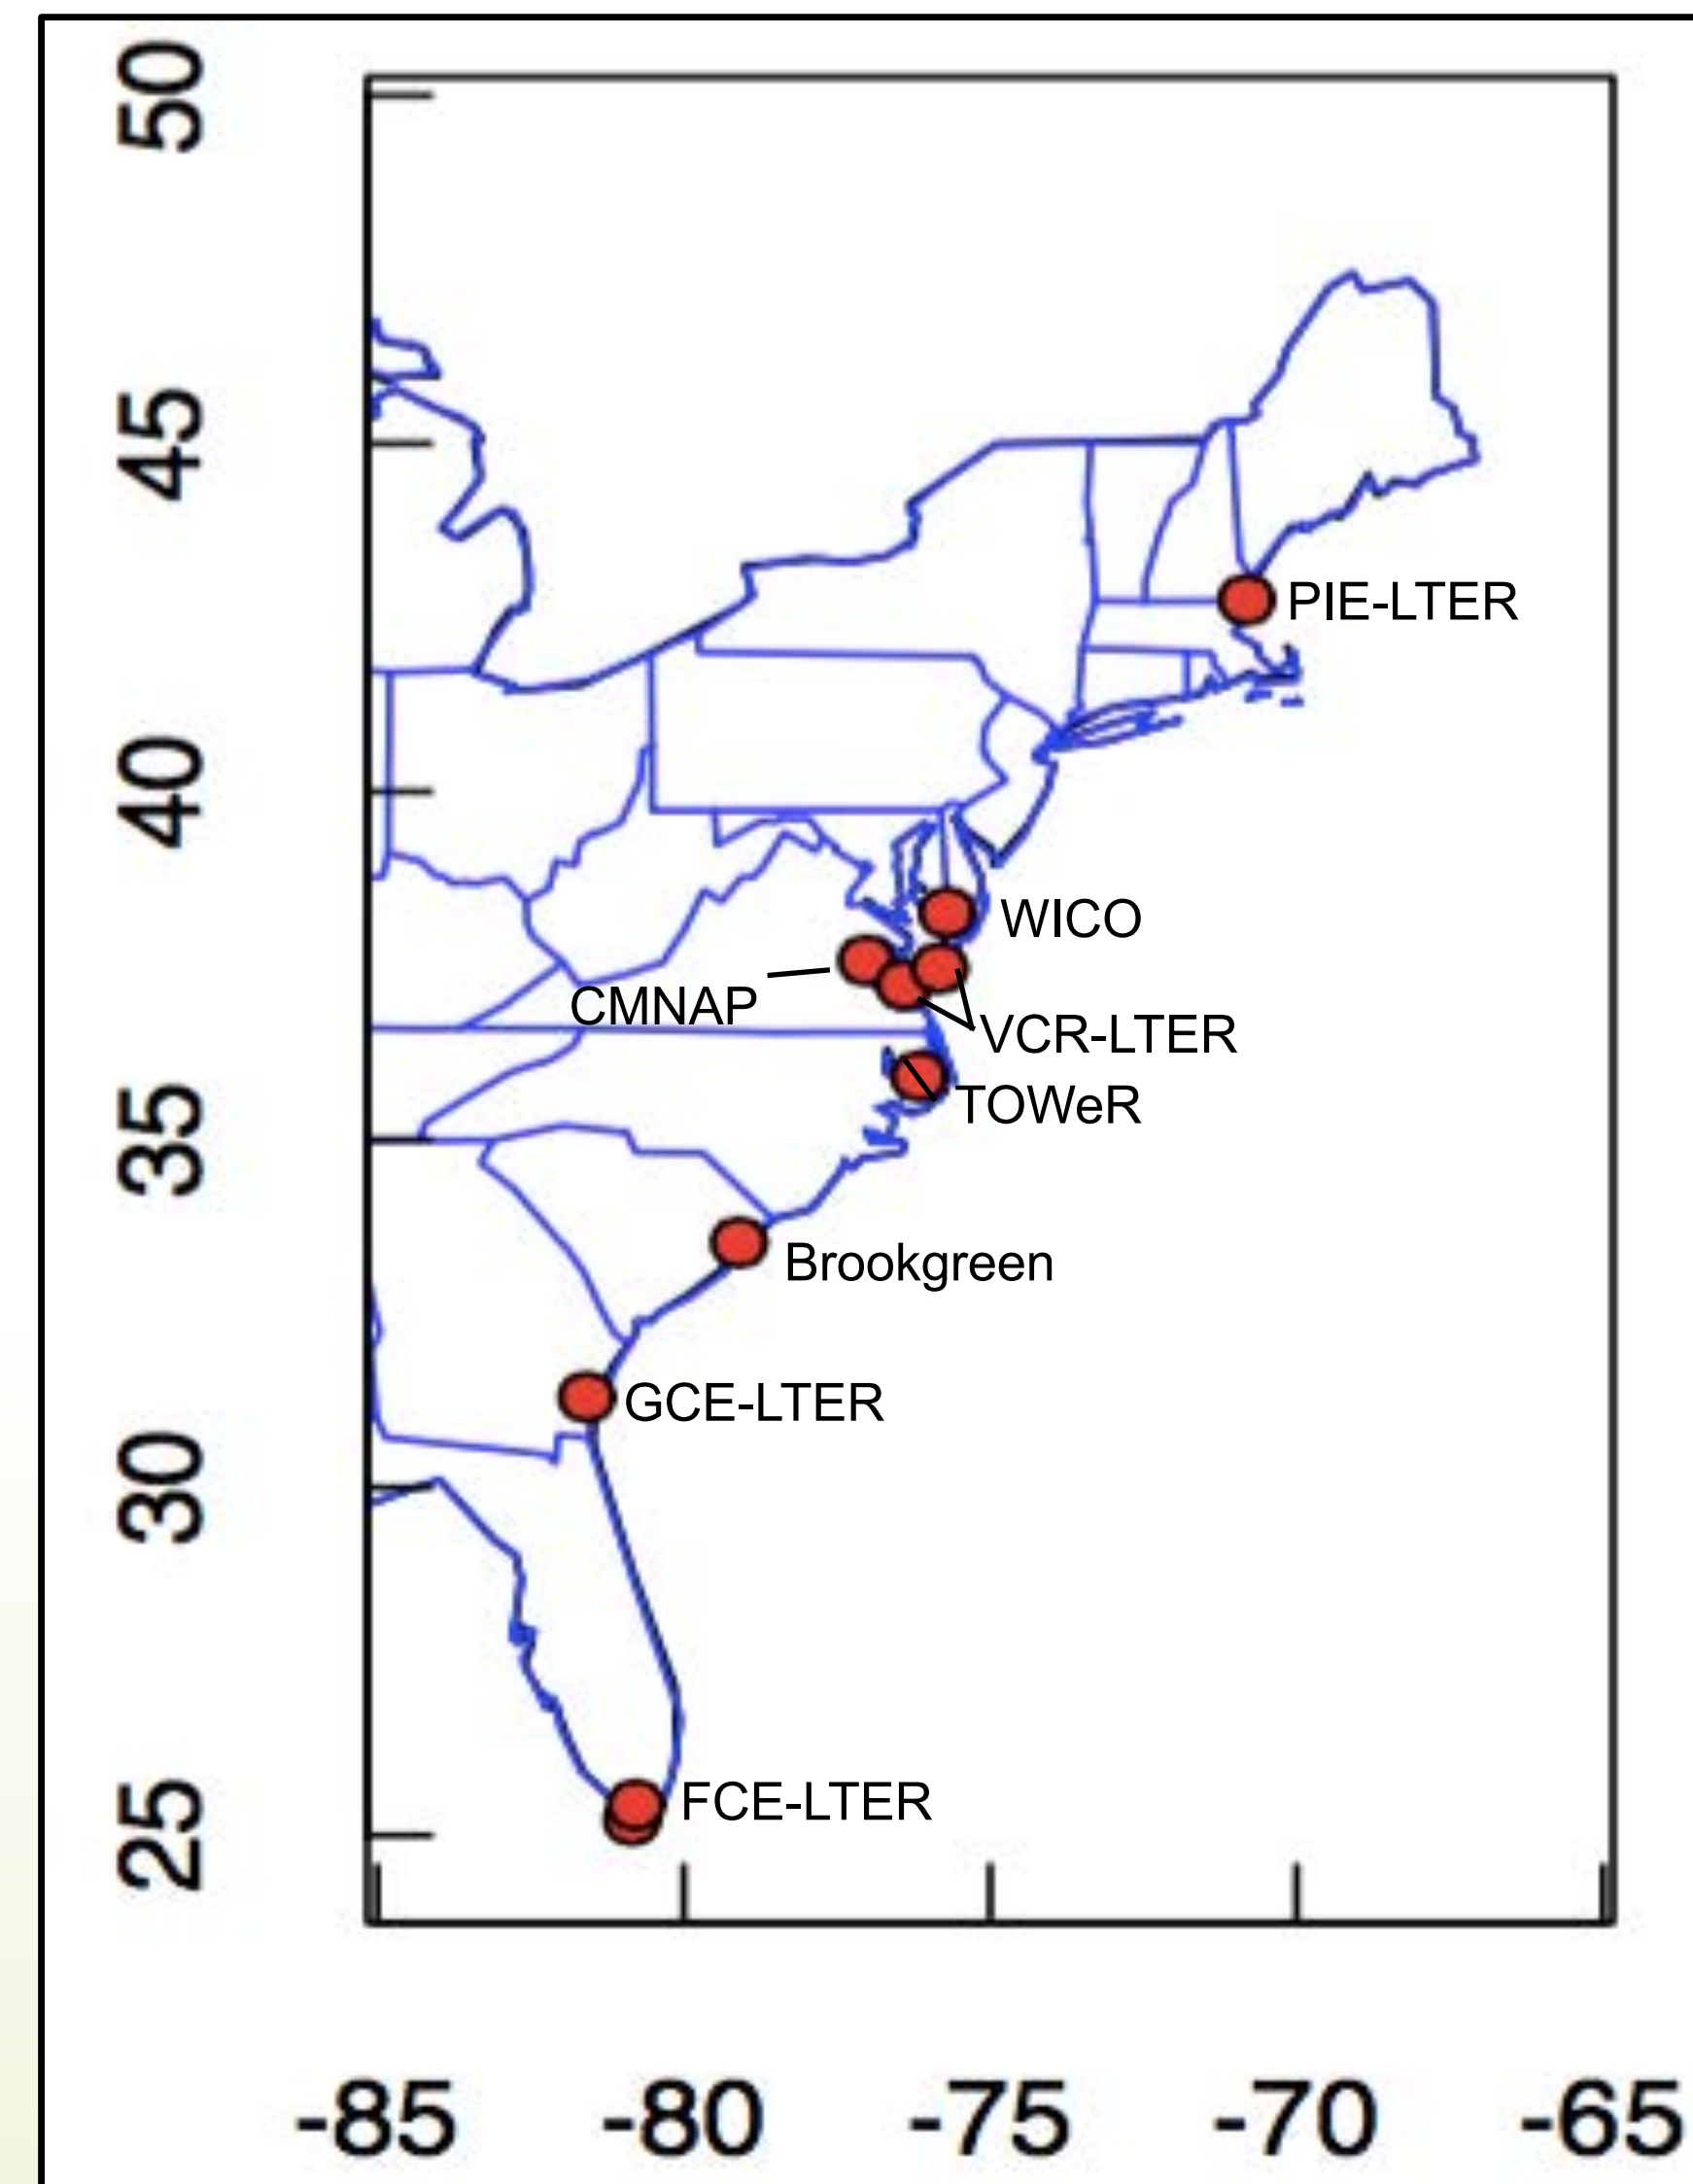 50
45
40
35
30
25
PIE-LTER
WICO
CMNAP
VCR-LTER
TOWeR
Brookgreen
GCE-LTER
FCE-LTER
-85 -80 -75 -70 -65